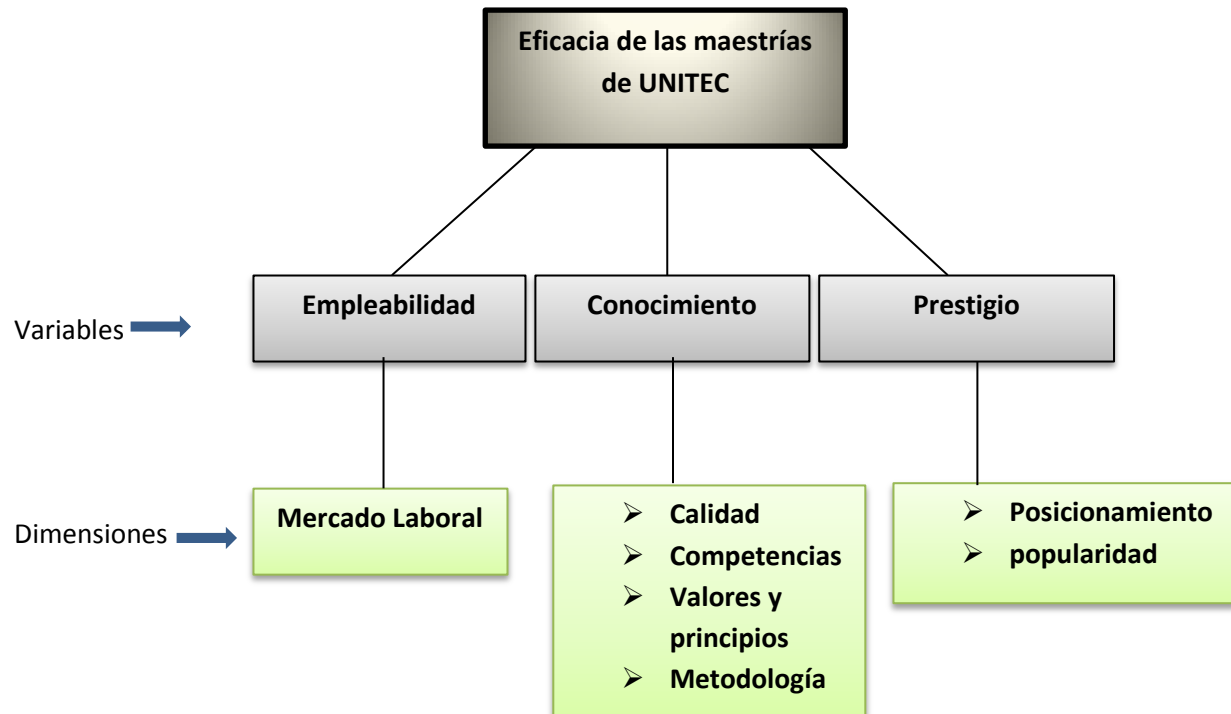 Eficacia de las maestrías
de UNITEC
Variables
Empleabilidad
Conocimiento
Prestigio
Dimensiones
Mercado Laboral
Calidad
Competencias
Valores y
principios
Metodología
Posicionamiento
popularidad